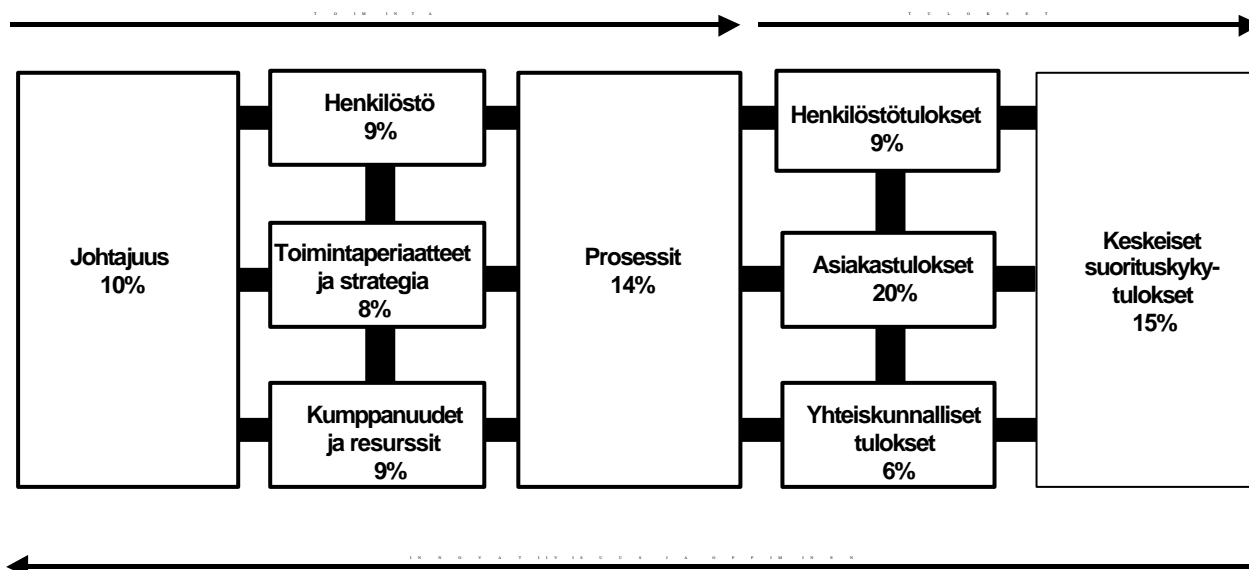 TOIMINTA
TULOKSET
Johtajuus
10%
Henkilöstö
9%
Toimintaperiaatteet
ja strategia
8%
Kumppanuudet
ja resurssit
9%
Prosessit
14%
Henkilöstötulokset
9%
Asiakastulokset
20%
Yhteiskunnalliset
tulokset
6%
Keskeiset
suorituskyky-
tulokset
15%
INNOVATIIVISUUS JA OPPIMINEN